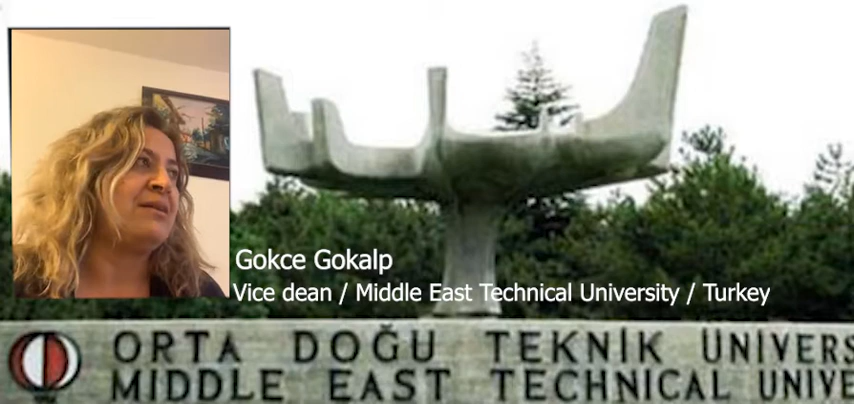 Gokce Gokalp
Vice dean / Middle East Technical University / Turkey
ORTA DOĞU TEKNİK ÜNİVERS
MIDDLE EAST TECHNICAL UNIVE